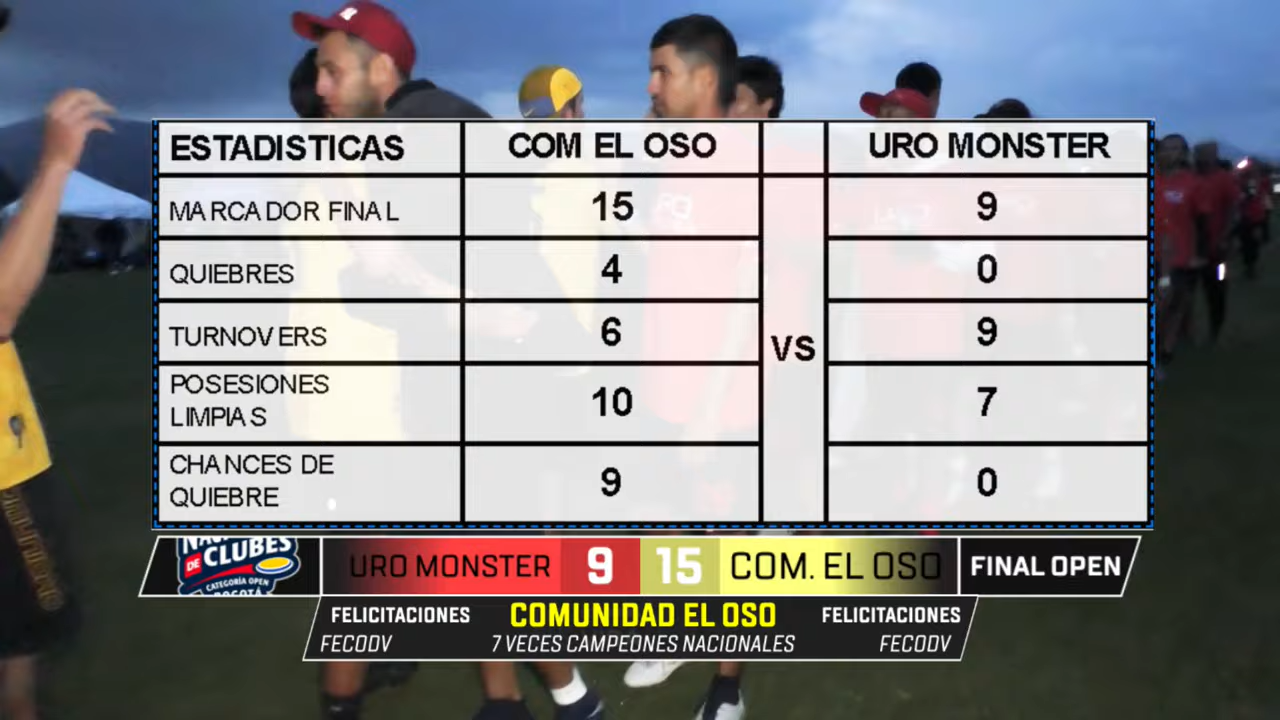 ESTADISTICAS COM EL OSO URO MONSTER
MARCADOR FINAL 15 9
QUIEBRES 4 0
TURNOVERS 6 9
VS
POSESIONES
LIMPIAS 10 7
CHANCES DE
QUIEBRE 9 0
DE CLUBES
CATEGORÍA OPEN
BOGOTÁ
URO MONSTER 9 15 COM. EL OSO FINAL OPEN
FELICITACIONES COMUNIDAD EL OSO FELICITACIONES
FECODV 7 VECES CAMPEONES NACIONALES FECODV